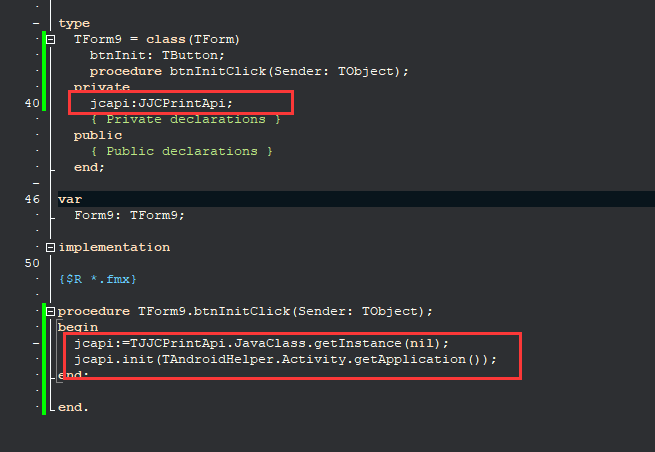 type
TForm9 = class(TForm)
btnInit: TButton;
procedure btnInitClick(Sender: TObject);
private
40 jcapi:JJCPrintApi;
{ Private declarations }
public
{ Public declarations }
end;
46 var
Form9: TForm9;
implementation
50
{$R *.fmx}
procedure TForm9.btnInitClick(Sender: TObject);
begin
jcapi:=TJJCPrintApi.JavaClass.getInstance(nil);
jcapi.init(TAndroidHelper.Activity.getApplication());
end;
end.